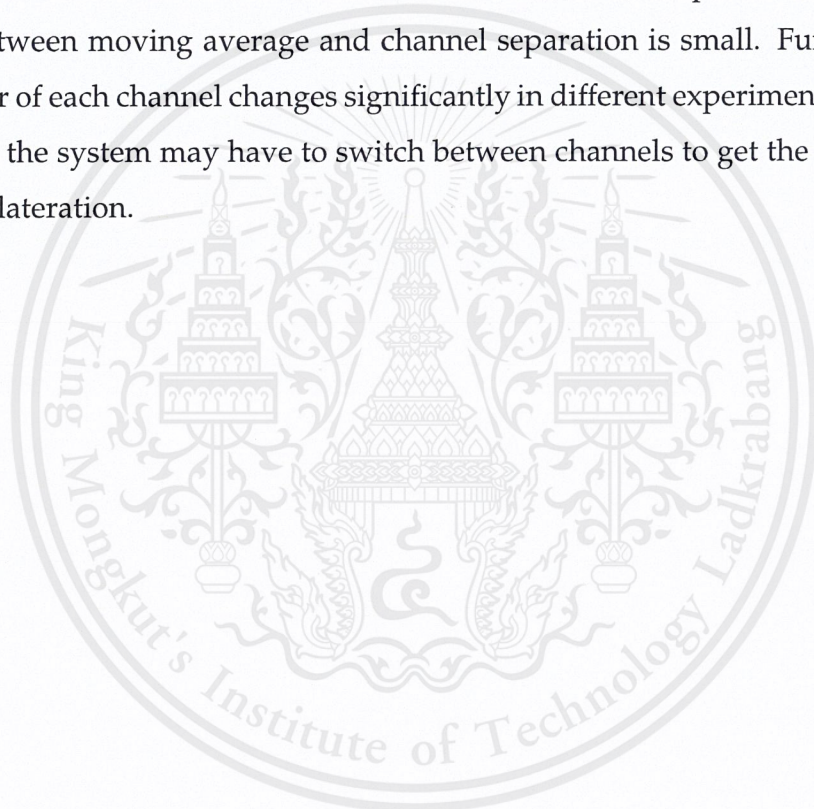 tween moving average and channel separation is small. Fu
r of each channel changes significantly in different experimen
the system may have to switch between channels to get the
lateration.
King Mongkut's Institute of Technology Ladkrabang